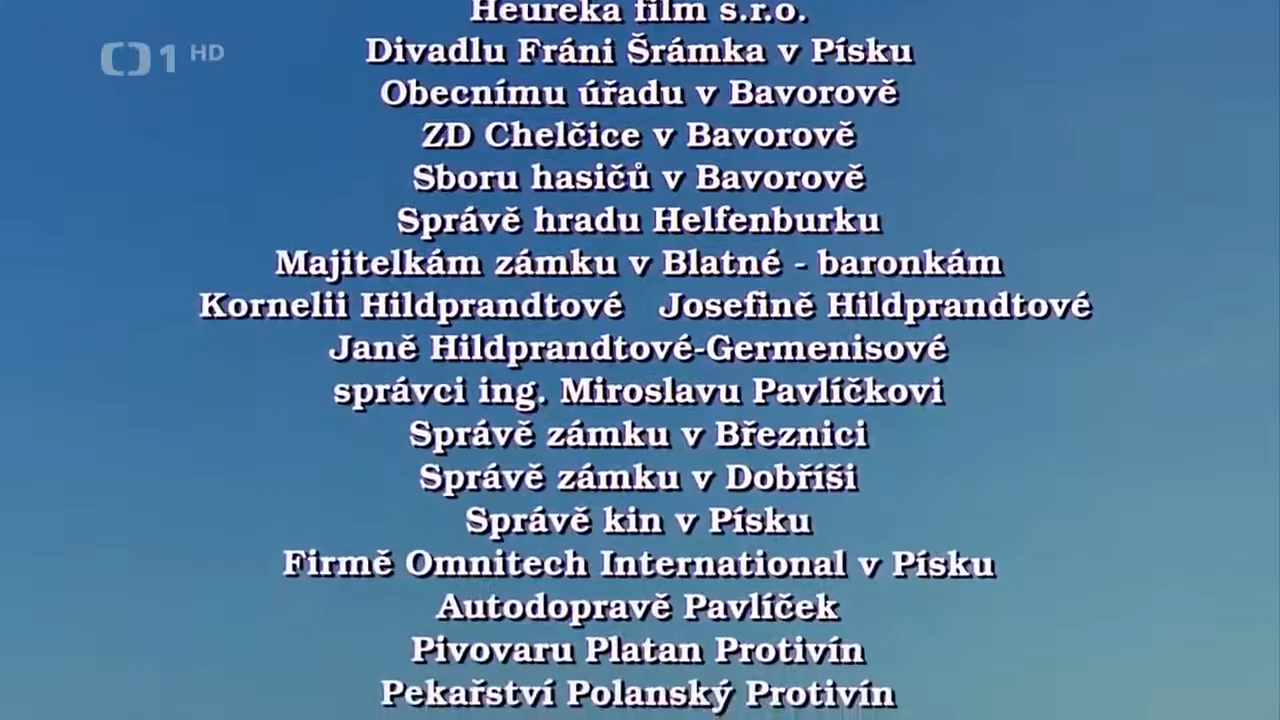 Heureka film s.r.o.
1 HD
Divadlu Fráni Šrámka v Písku
Obecnímu úřadu v Bavorově
ZD Chelčice v Bavorově
Sboru hasičů v Bavorově
Správě hradu Helfenburku
Majitelkám zámku v Blatné - baronkám
Kornelii Hildprandtové Josefině Hildprandtové
Janě Hildprandtové-Germenisové
správci ing. Miroslavu Pavlíčkovi
Správě zámku v Březnici
Správě zámku v Dobříši
Správě kin v Písku
Firmě Omnitech International v Písku
Autodopravě Pavlíček
Pivovaru Platan Protivín
Pekařství Polanský Protivín